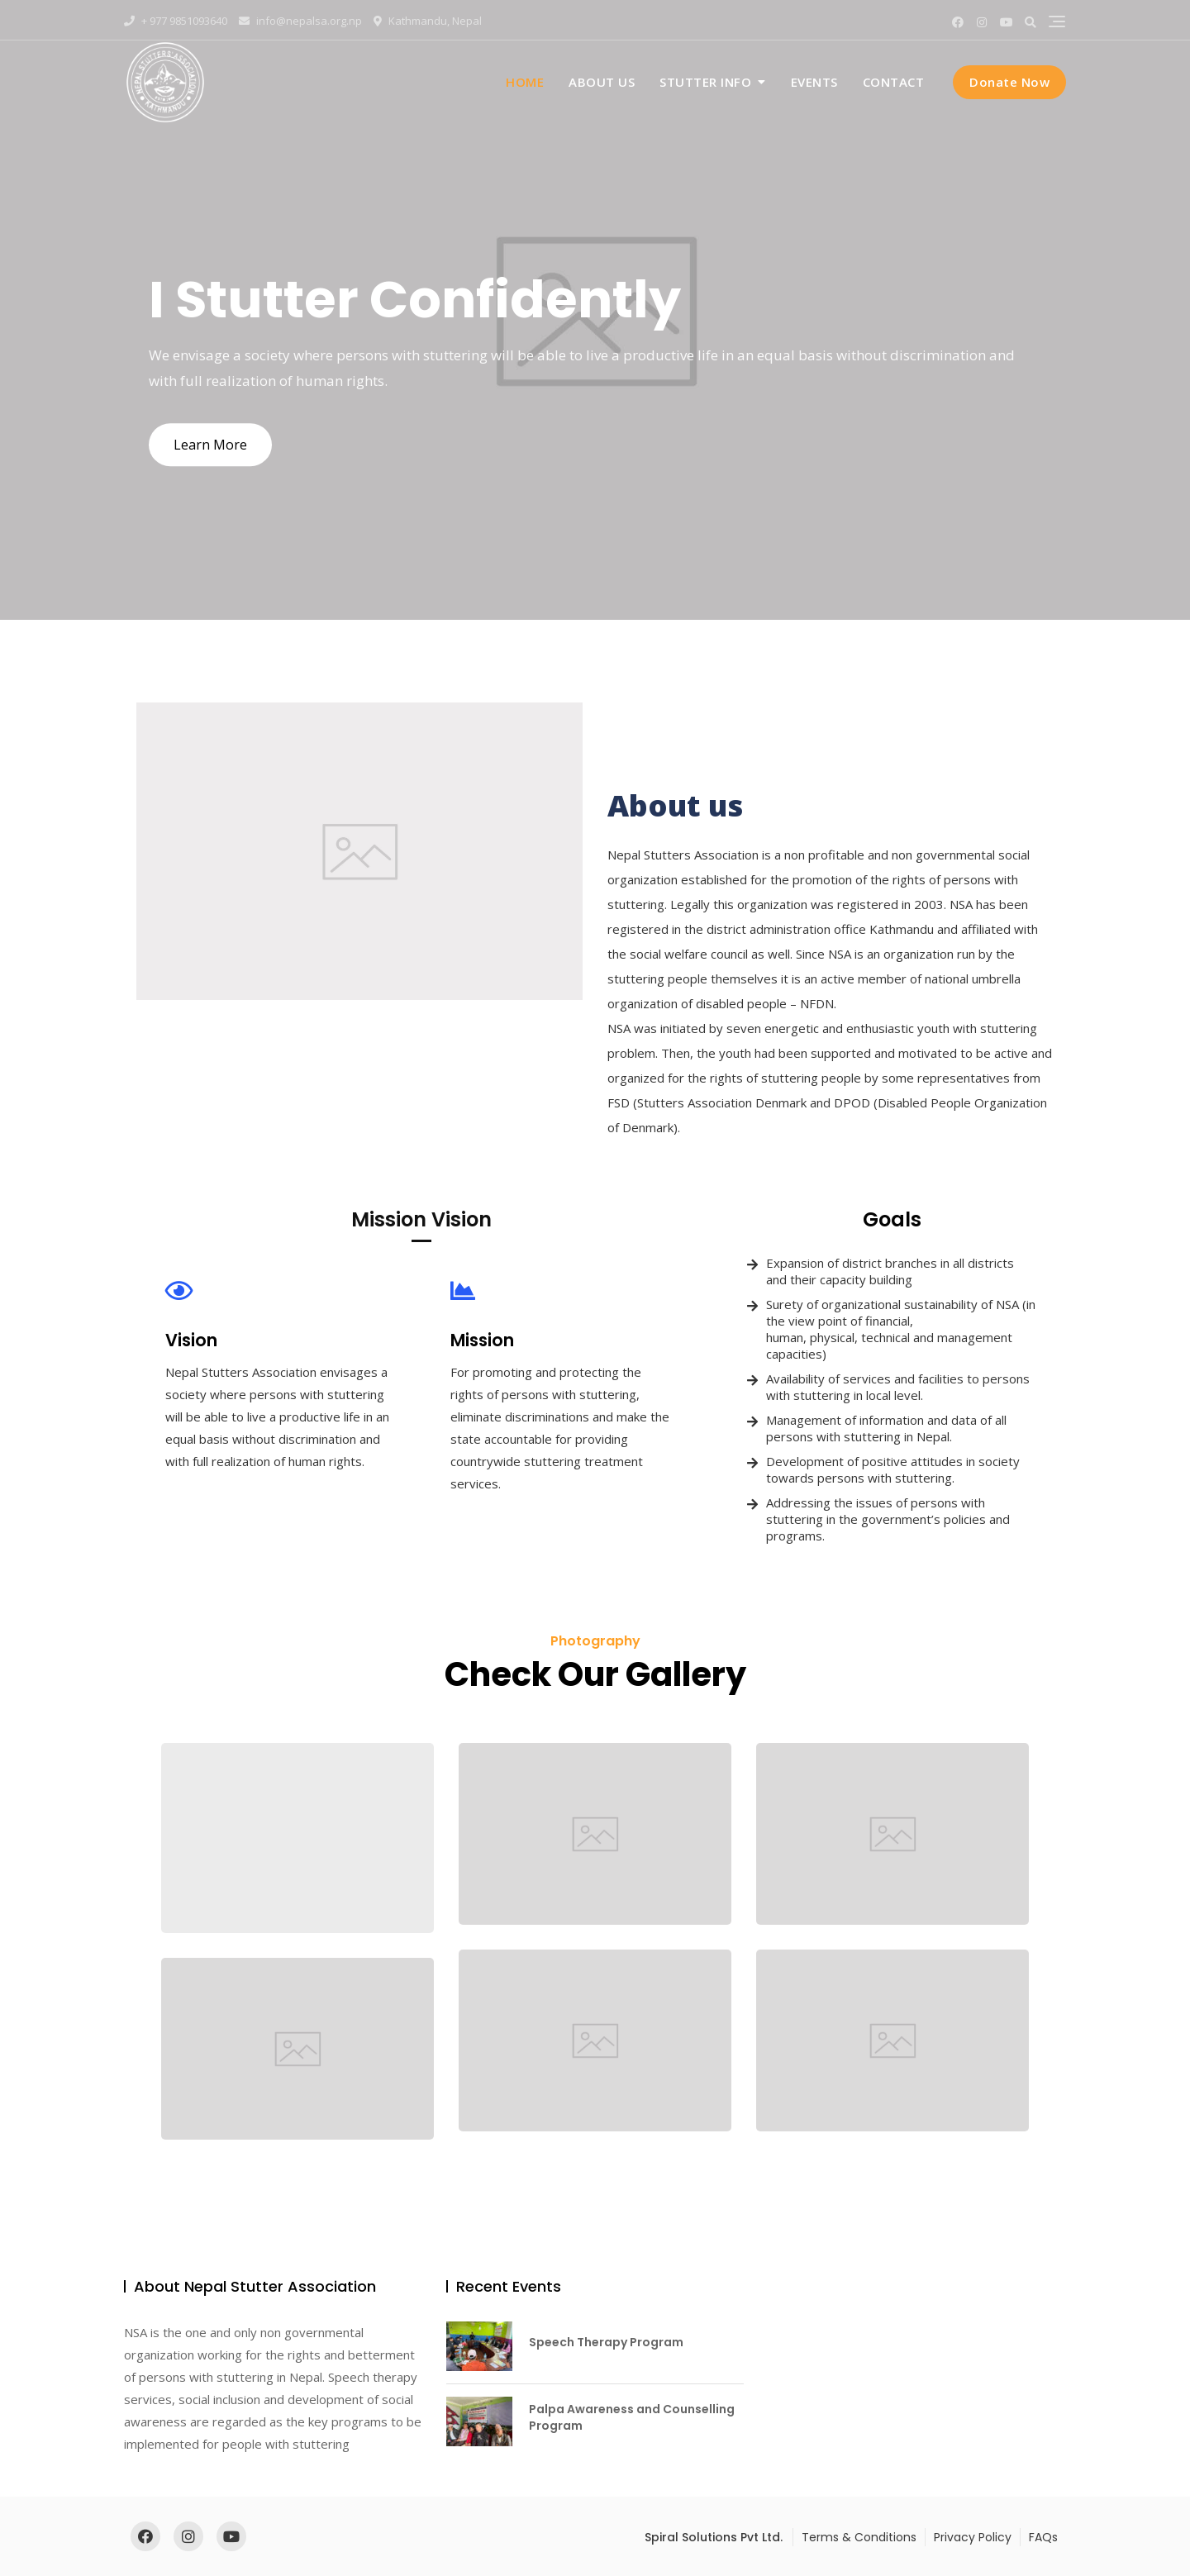 + 977 9851093640 info@nepalsa.org.np Kathmandu, Nepal
NEPAL STUTTERS ASSOCIATION
KATHMANDU
HOME ABOUT US STUTTER INFO EVENTS CONTACT Donate Now
I Stutter Confidently
We envisage a society where persons with stuttering will be able to live a productive life in an equal basis without discrimination and
with full realization of human rights.
Learn More
About us
Nepal Stutters Association is a non profitable and non governmental social
organization established for the promotion of the rights of persons with
stuttering. Legally this organization was registered in 2003. NSA has been
registered in the district administration office Kathmandu and affiliated with
the social welfare council as well. Since NSA is an organization run by the
stuttering people themselves it is an active member of national umbrella
organization of disabled people – NFDN.
NSA was initiated by seven energetic and enthusiastic youth with stuttering
problem. Then, the youth had been supported and motivated to be active and
organized for the rights of stuttering people by some representatives from
FSD (Stutters Association Denmark and DPOD (Disabled People Organization
of Denmark).
Mission Vision
Vision
Nepal Stutters Association envisages a
society where persons with stuttering
will be able to live a productive life in an
equal basis without discrimination and
with full realization of human rights.
Mission
For promoting and protecting the
rights of persons with stuttering,
eliminate discriminations and make the
state accountable for providing
countrywide stuttering treatment
services.
Goals
Expansion of district branches in all districts
and their capacity building
Surety of organizational sustainability of NSA (in
the view point of financial,
human, physical, technical and management
capacities)
Availability of services and facilities to persons
with stuttering in local level.
Management of information and data of all
persons with stuttering in Nepal.
Development of positive attitudes in society
towards persons with stuttering.
Addressing the issues of persons with
stuttering in the government’s policies and
programs.
Photography
Check Our Gallery
About Nepal Stutter Association
NSA is the one and only non governmental
organization working for the rights and betterment
of persons with stuttering in Nepal. Speech therapy
services, social inclusion and development of social
awareness are regarded as the key programs to be
implemented for people with stuttering
Recent Events
Speech Therapy Program
Palpa Awareness and Counselling
Program
Spiral Solutions Pvt Ltd. Terms & Conditions Privacy Policy FAQs